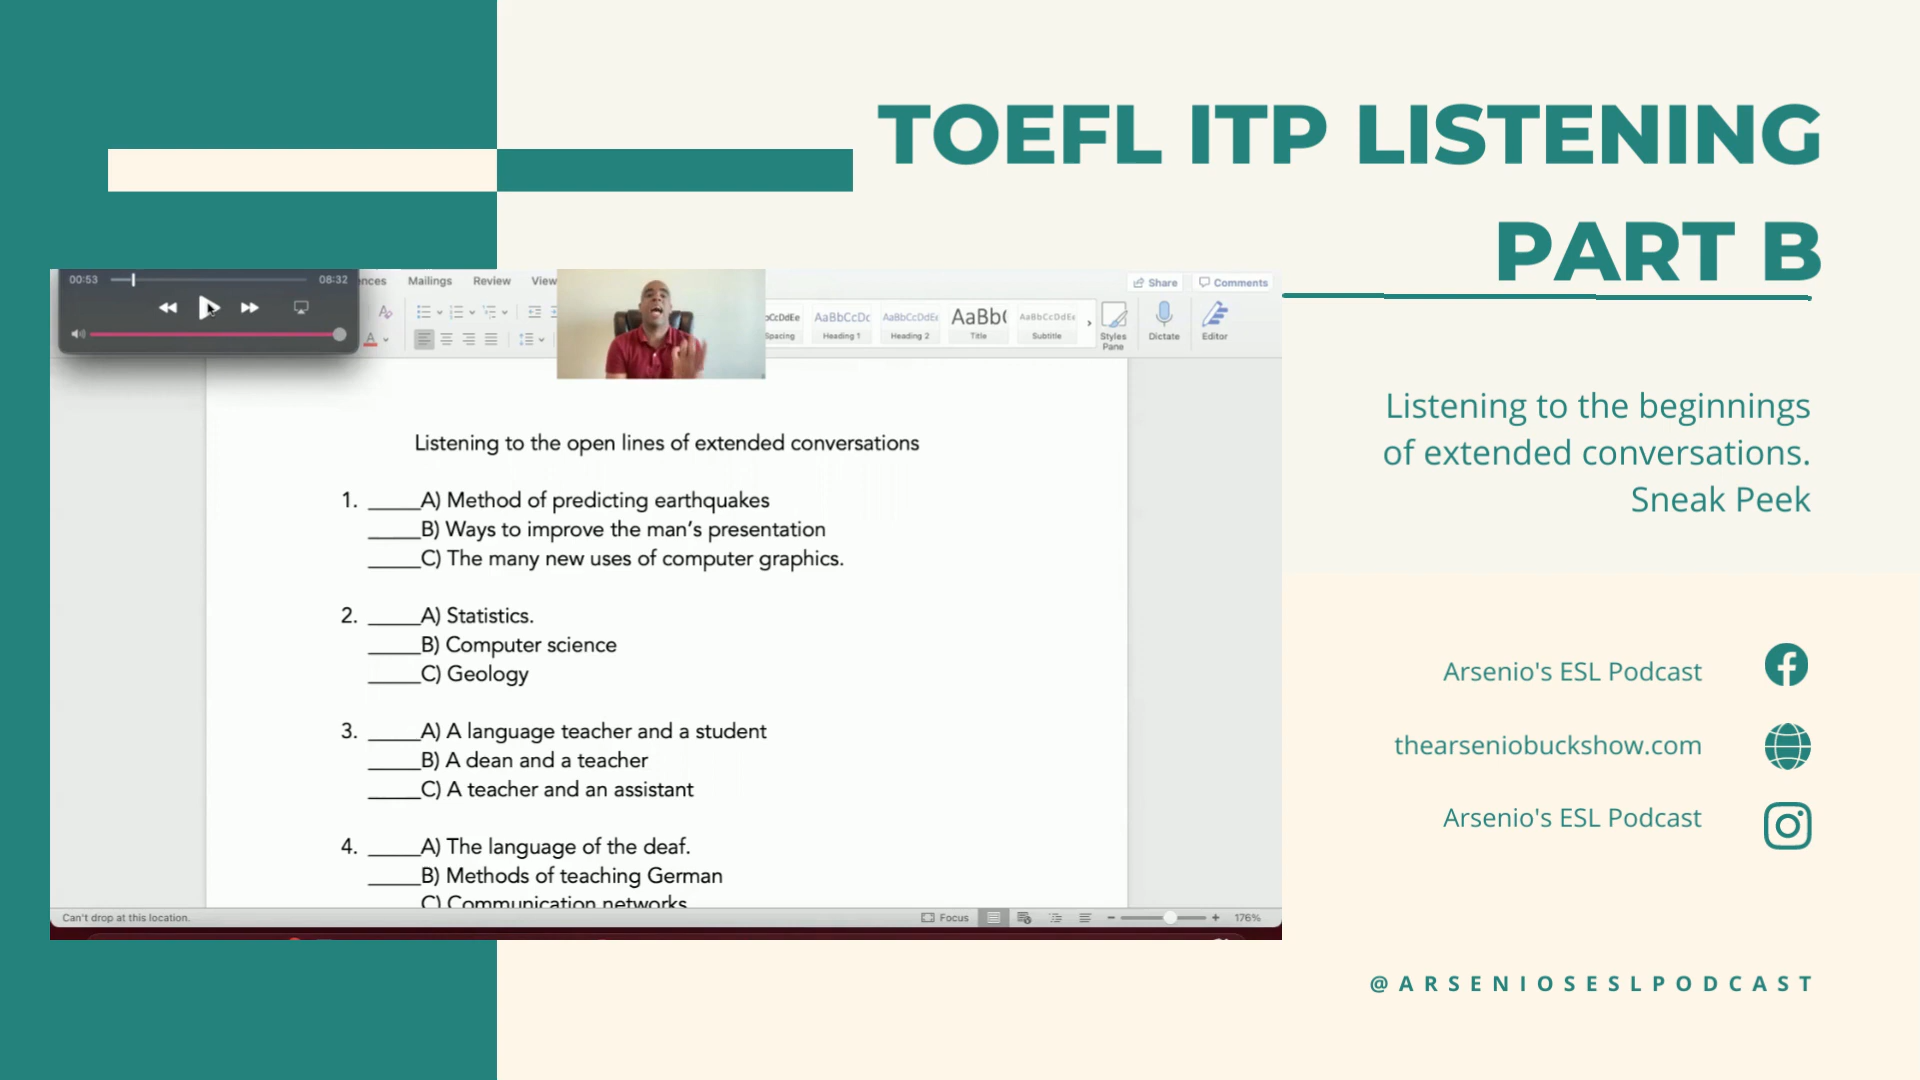 TOEFL ITP LISTENING
PART B
Listening to the beginnings
of extended conversations.
Sneak Peek
Arsenio's ESL Podcast
thearseniobuckshow.com
Arsenio's ESL Podcast
@ARSENIOSESLPODCAST
00:53
08:32
Mailings
Review
View
Share
Comments
AaBbCcDc
AaBbCcDdEe
AaBb(
AaBbCcDdEe
Heading 1
Heading 2
Title
Subtitle
Styles
Pane
Dictate
Editor
Listening to the open lines of extended conversations
1. _____A) Method of predicting earthquakes
_____B) Ways to improve the man’s presentation
_____C) The many new uses of computer graphics.
2. _____A) Statistics.
_____B) Computer science
_____C) Geology
3. _____A) A language teacher and a student
_____B) A dean and a teacher
_____C) A teacher and an assistant
4. _____A) The language of the deaf.
_____B) Methods of teaching German
C) Communication networks
Can't drop at this location.
Focus
176%